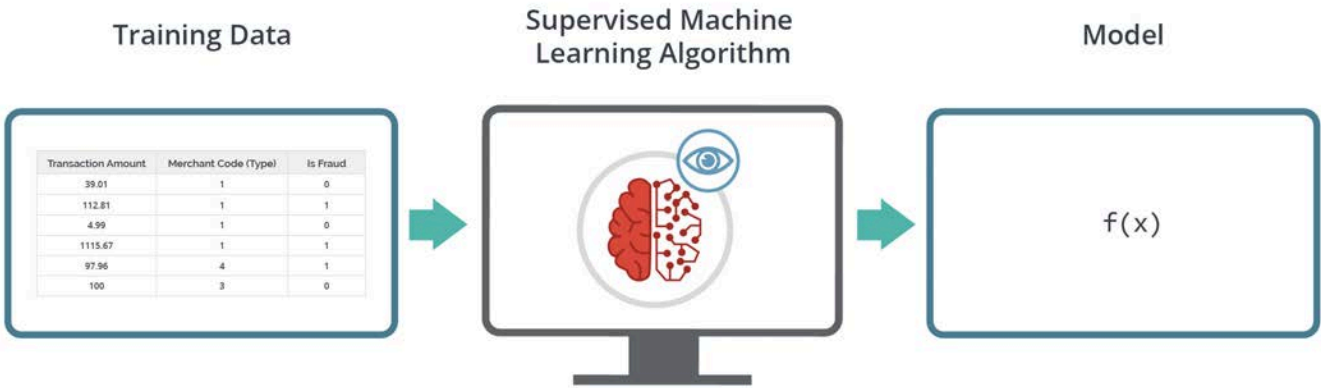 Training Data
Supervised Machine
Learning Algorithm
Model
Transaction Amount Merchant Code (Type) Is Fraud
39.01 1 0
112.81 1 1
4.99 1 0
1115.67 1 1
97.96 4 1
100 3 0
f(x)